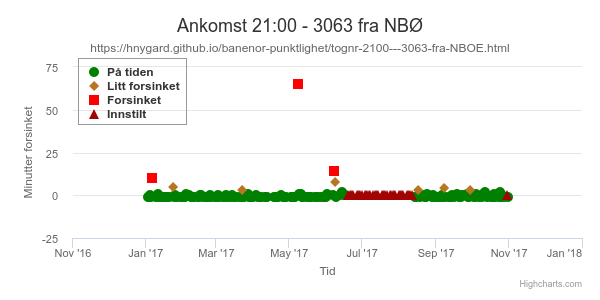 Ankomst 21:00 - 3063 fra NBØ
https://hnygard.github.io/banenor-punktlighet/tognr-2100---3063-fra-NBOE.html
På tiden
Litt forsinket
Forsinket
Innstilt
Minutter forsinket
75
50
25
0
-25
Nov '16 Jan '17 Mar '17 May '17 Jul '17 Sep '17 Nov '17 Jan '18
Tid
Highcharts.com